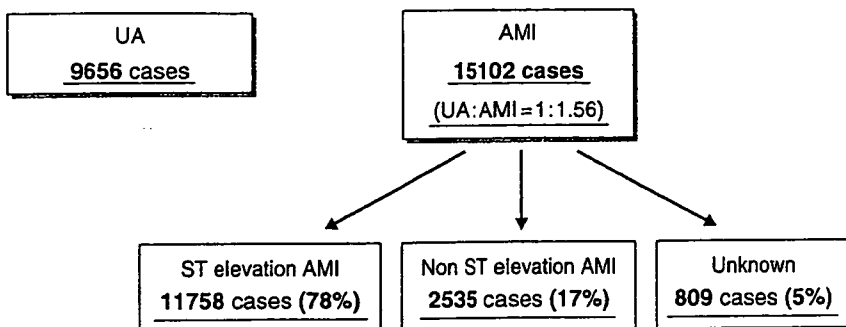 UA
9656 cases
AMI
15102 cases
(UA:AMI=1:1.56)
ST elevation AMI
11758 cases (78%)
Non ST elevation AMI
2535 cases (17%)
Unknown
809 cases (5%)